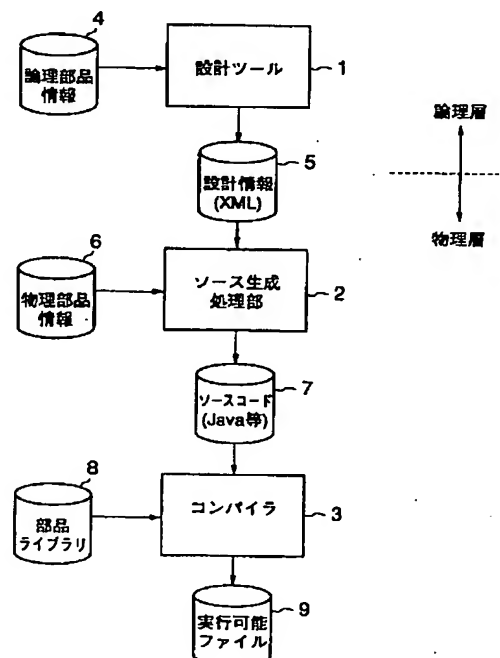 4
論理部品
情報
設計ツール
1
論理層
5
設計情報
(XML)
物理層
6
物理部品
情報
ソース生成
処理部
2
7
ソースコード
(Java等)
8
部品
ライブラリ
コンパイラ
3
9
実行可能
ファイル